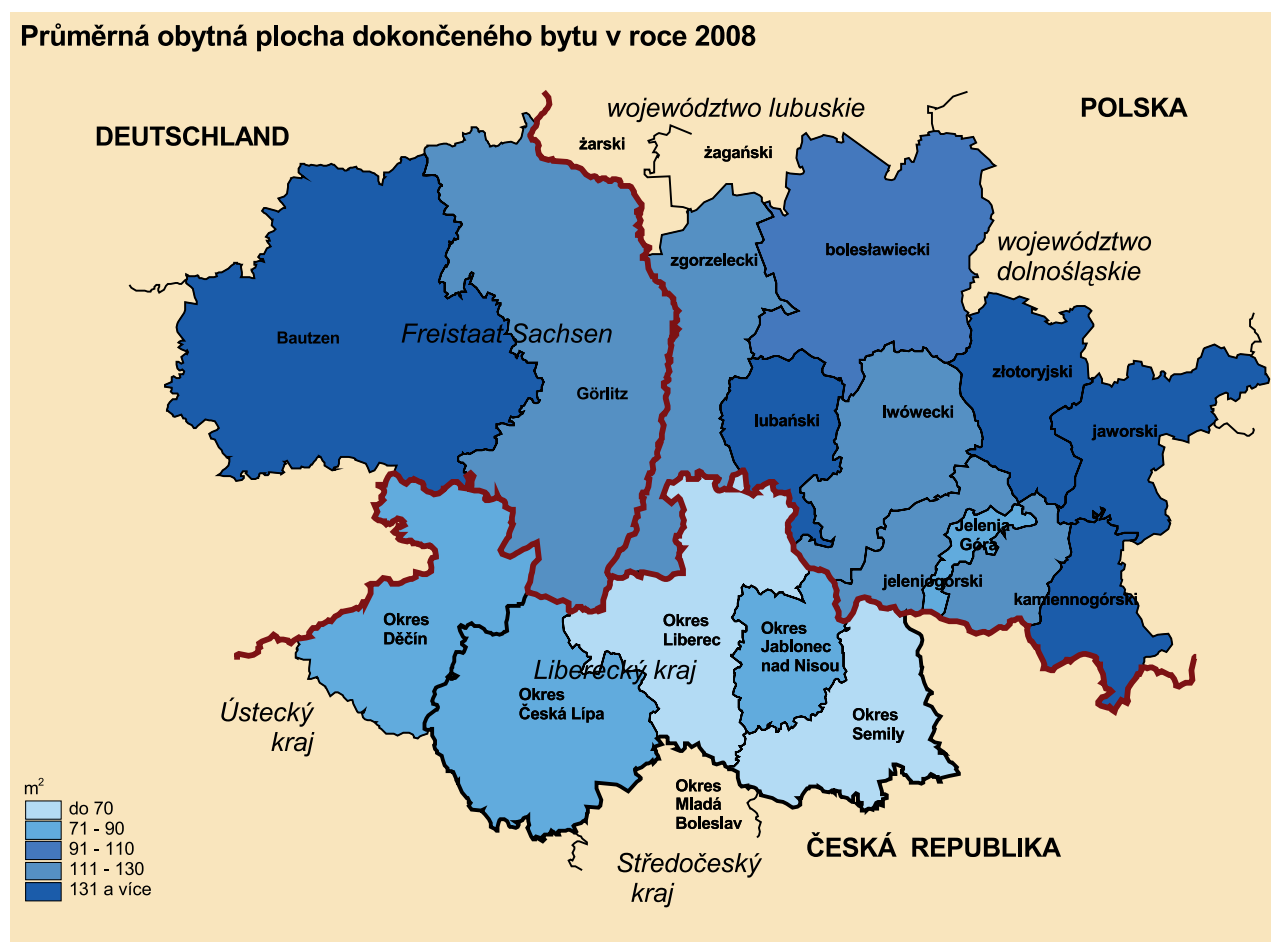 Průměrná obytná plocha dokončeného bytu v roce 2008
województwo lubuskie
POLSKA
DEUTSCHLAND
żarski
żagański
bolesławiecki
województwo
dolnośląskie
zgorzelecki
Bautzen
Freistaat Sachsen
Görlitz
złotoryjski
lubański
lwówecki
jaworski
Jelenia
Góra
jeleniogórski
kamiennogórski
Okres
Děčín
Okres
Liberec
Okres
Jablonec
nad Nisou
Liberecký kraj
Okres
Česká Lípa
Ústecký
kraj
Okres
Semily
Okres
Mladá
Boleslav
ČESKÁ REPUBLIKA
Středočeský
kraj
m²
do 70
71 - 90
91 - 110
111 - 130
131 a více